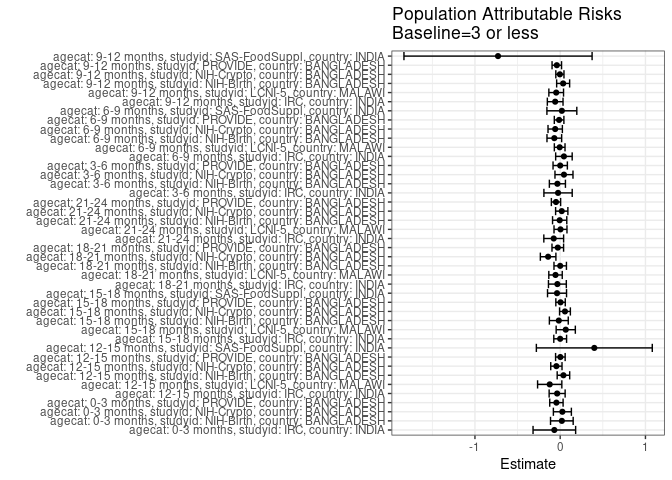 Population Attributable Risks
Baseline=3 or less
agecat: 9-12 months, studyid: SAS-FoodSuppl, country: INDIA
agecat: 9-12 months, studyid: PROVIDE, country: BANGLADESH
agecat: 9-12 months, studyid: NIH-Crypto, country: BANGLADESH
agecat: 9-12 months, studyid: NIH-Birth, country: BANGLADESH
agecat: 9-12 months, studyid: LCNI-5, country: MALAWI
agecat: 9-12 months, studyid: IRC, country: INDIA
agecat: 6-9 months, studyid: SAS-FoodSuppl, country: INDIA
agecat: 6-9 months, studyid: PROVIDE, country: BANGLADESH
agecat: 6-9 months, studyid: NIH-Crypto, country: BANGLADESH
agecat: 6-9 months, studyid: NIH-Birth, country: BANGLADESH
agecat: 6-9 months, studyid: LCNI-5, country: MALAWI
agecat: 6-9 months, studyid: IRC, country: INDIA
agecat: 3-6 months, studyid: PROVIDE, country: BANGLADESH
agecat: 3-6 months, studyid: NIH-Crypto, country: BANGLADESH
agecat: 3-6 months, studyid: NIH-Birth, country: BANGLADESH
agecat: 3-6 months, studyid: IRC, country: INDIA
agecat: 21-24 months, studyid: PROVIDE, country: BANGLADESH
agecat: 21-24 months, studyid: NIH-Crypto, country: BANGLADESH
agecat: 21-24 months, studyid: NIH-Birth, country: BANGLADESH
agecat: 21-24 months, studyid: LCNI-5, country: MALAWI
agecat: 21-24 months, studyid: IRC, country: INDIA
agecat: 18-21 months, studyid: PROVIDE, country: BANGLADESH
agecat: 18-21 months, studyid: NIH-Crypto, country: BANGLADESH
agecat: 18-21 months, studyid: NIH-Birth, country: BANGLADESH
agecat: 18-21 months, studyid: LCNI-5, country: MALAWI
agecat: 18-21 months, studyid: IRC, country: INDIA
agecat: 15-18 months, studyid: SAS-FoodSuppl, country: INDIA
agecat: 15-18 months, studyid: PROVIDE, country: BANGLADESH
agecat: 15-18 months, studyid: NIH-Crypto, country: BANGLADESH
agecat: 15-18 months, studyid: NIH-Birth, country: BANGLADESH
agecat: 15-18 months, studyid: LCNI-5, country: MALAWI
agecat: 15-18 months, studyid: IRC, country: INDIA
agecat: 12-15 months, studyid: SAS-FoodSuppl, country: INDIA
agecat: 12-15 months, studyid: PROVIDE, country: BANGLADESH
agecat: 12-15 months, studyid: NIH-Crypto, country: BANGLADESH
agecat: 12-15 months, studyid: NIH-Birth, country: BANGLADESH
agecat: 12-15 months, studyid: LCNI-5, country: MALAWI
agecat: 12-15 months, studyid: IRC, country: INDIA
agecat: 0-3 months, studyid: PROVIDE, country: BANGLADESH
agecat: 0-3 months, studyid: NIH-Crypto, country: BANGLADESH
agecat: 0-3 months, studyid: NIH-Birth, country: BANGLADESH
agecat: 0-3 months, studyid: IRC, country: INDIA
-1 0 1
Estimate